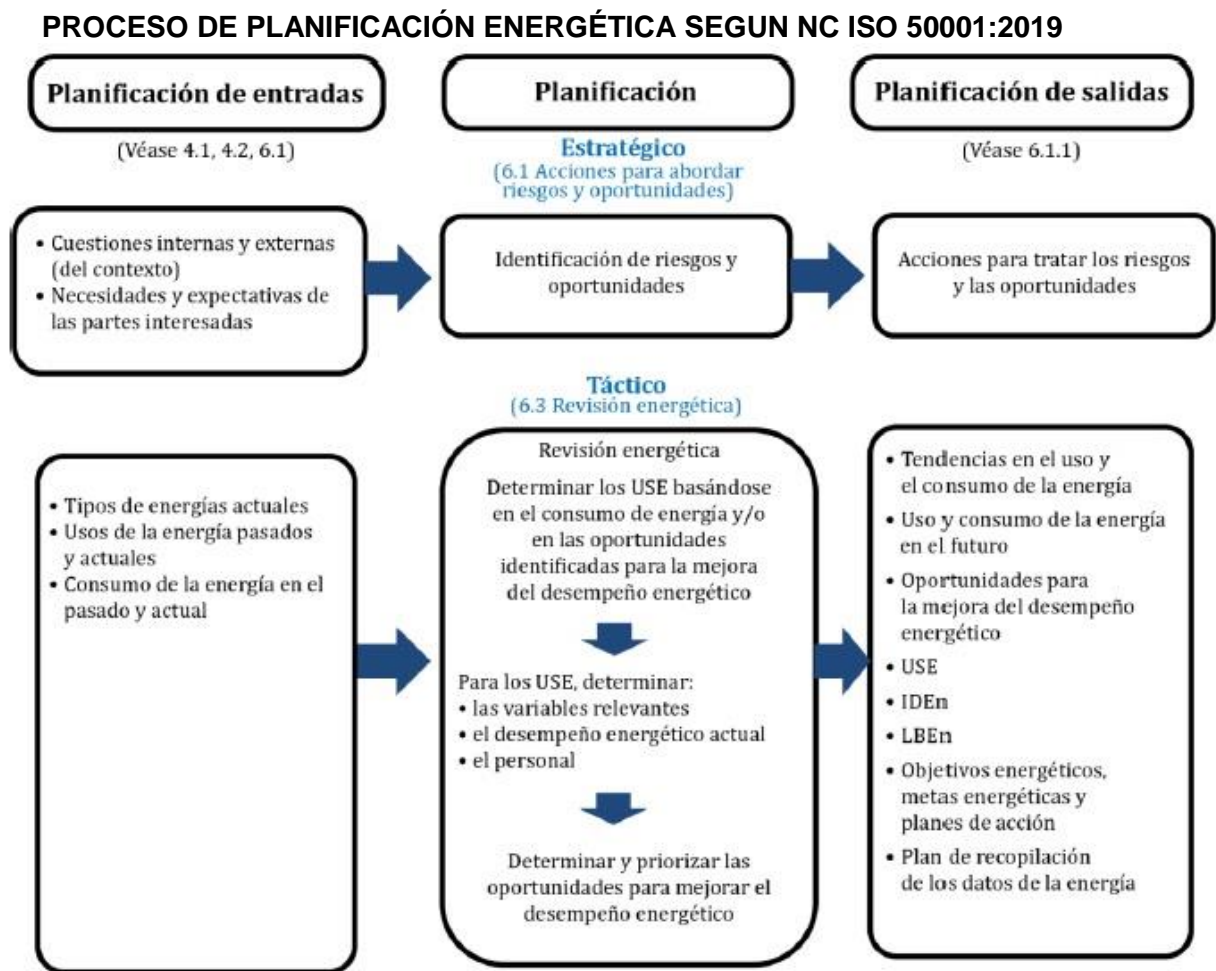 PROCESO DE PLANIFICACIÓN ENERGÉTICA SEGUN NC ISO 50001:2019
Planificación de entradas
(Véase 4.1, 4.2, 6.1)
Planificación
Estratégico
(6.1 Acciones para abordar
riesgos y oportunidades)
Planificación de salidas
(Véase 6.1.1)
• Cuestiones internas y externas
(del contexto)
• Necesidades y expectativas de
las partes interesadas
Identificación de riesgos y
oportunidades
Acciones para tratar los riesgos
y las oportunidades
Táctico
(6.3 Revisión energética)
• Tipos de energías actuales
• Usos de la energía pasados
y actuales
• Consumo de la energía en el
pasado y actual
Revisión energética
Determinar los USE basándose
en el consumo de energía y/o
en las oportunidades
identificadas para la mejora
del desempeño energético
Para los USE, determinar:
• las variables relevantes
• el desempeño energético actual
• el personal
Determinar y priorizar las
oportunidades para mejorar el
desempeño energético
• Tendencias en el uso y
el consumo de la energía
• Uso y consumo de la energía
en el futuro
• Oportunidades para
la mejora del desempeño
energético
• USE
• IDEn
• LBEn
• Objetivos energéticos,
metas energéticas y
planes de acción
• Plan de recopilación
de los datos de la energía